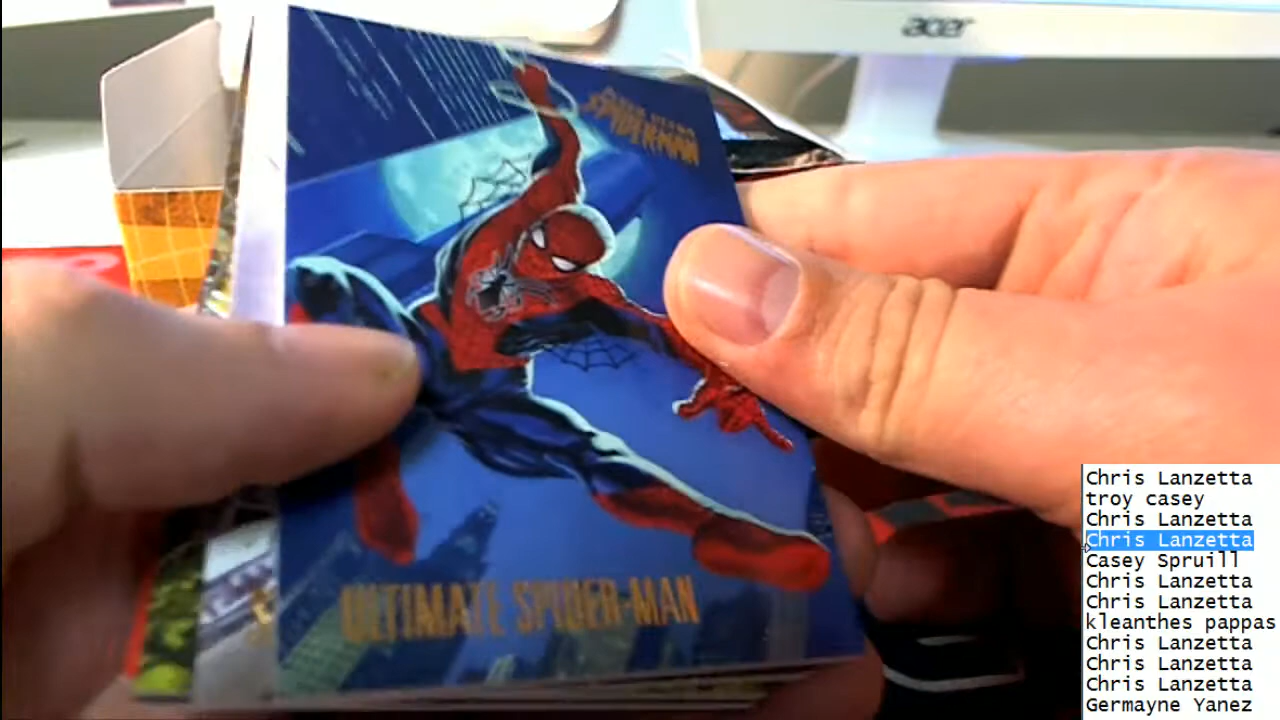 acer
SPIDER-MAN
ULTIMATE SPIDER-MAN
Chris Lanzetta
troy casey
Chris Lanzetta
Chris Lanzetta
Casey Spruill
Chris Lanzetta
Chris Lanzetta
kleanthes pappas
Chris Lanzetta
Chris Lanzetta
Chris Lanzetta
Germayne Yanez